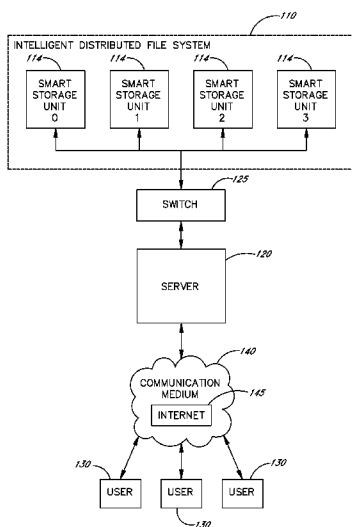 110
INTELLIGENT DISTRIBUTED FILE SYSTEM
114 114 114 114
SMART STORAGE UNIT 0
SMART STORAGE UNIT 1
SMART STORAGE UNIT 2
SMART STORAGE UNIT 3
125
SWITCH
120
SERVER
140
COMMUNICATION
MEDIUM
145
INTERNET
130 130
USER USER USER
130